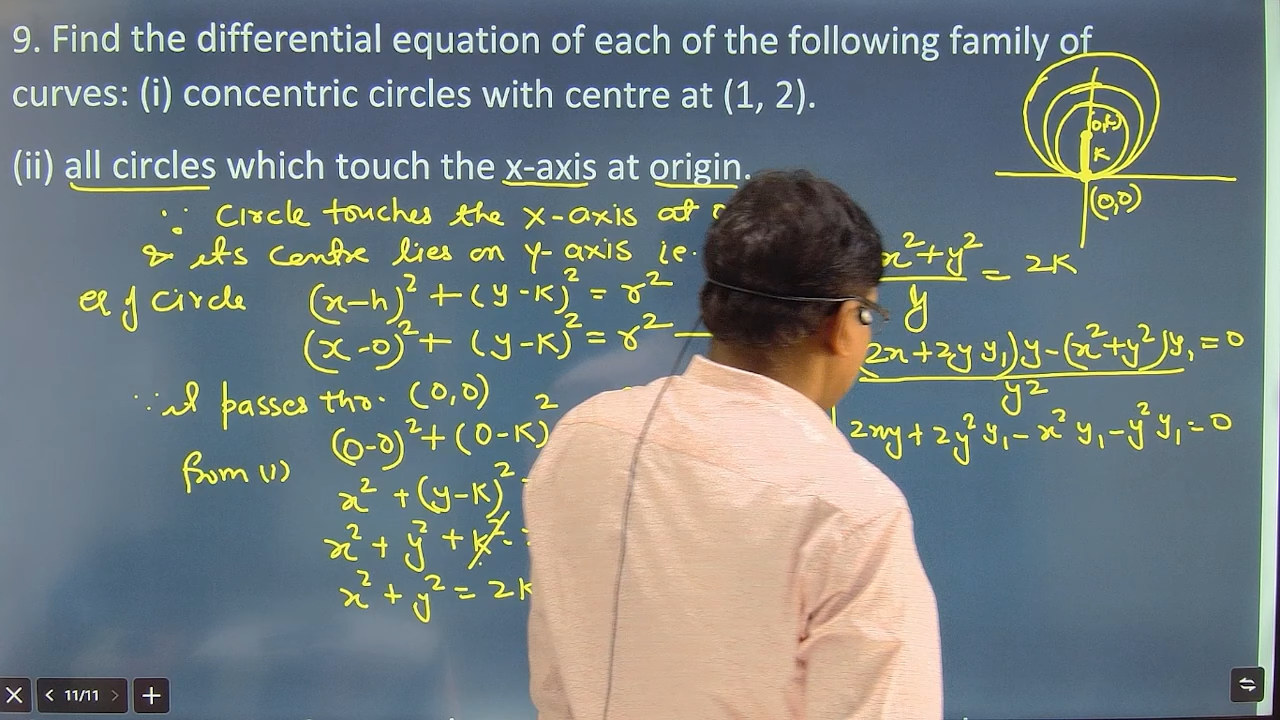 9. Find the differential equation of each of the following family of
curves: (i) concentric circles with centre at (1, 2).
(ii) all circles which touch the x-axis at origin.
∵ Circle touches the x-axis at
& its centre lies on y-axis ie.
eq of circle (x-h)² + (y-k)² = r²
(x-0)² + (y-k)² = r²
∵ it passes thro. (0,0)
(0-0)² + (0-k)²
from (1)
x² + (y-k)²
x² + y² + k²
x² + y² = 2k
x²+y² / y = 2k
(2x+2yy₁)y-(x²+y²)y₁ / y² = 0
2xy + 2y²y₁ - x²y₁ - y²y₁ = 0
K
(0,0)
11/11